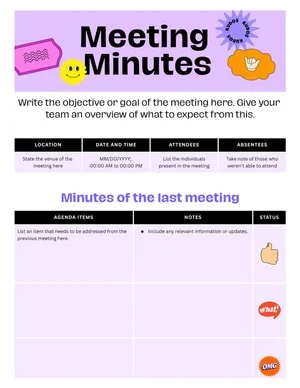 Meeting
Minutes
KUDOS KUDOS KUDOS
Write the objective or goal of the meeting here. Give your
team an overview of what to expect from this.
LOCATION DATE AND TIME ATTENDEES ABSENTEES
State the venue of the MM/DD/YYYY; List the individuals Take note of those who
meeting here 00:00 AM to 00:00 PM present in the meeting weren't able to attend
Minutes of the last meeting
AGENDA ITEMS NOTES STATUS
List an item that needs to be addressed from the ● Include any relevant information or updates.
previous meeting here.
What!
OMG